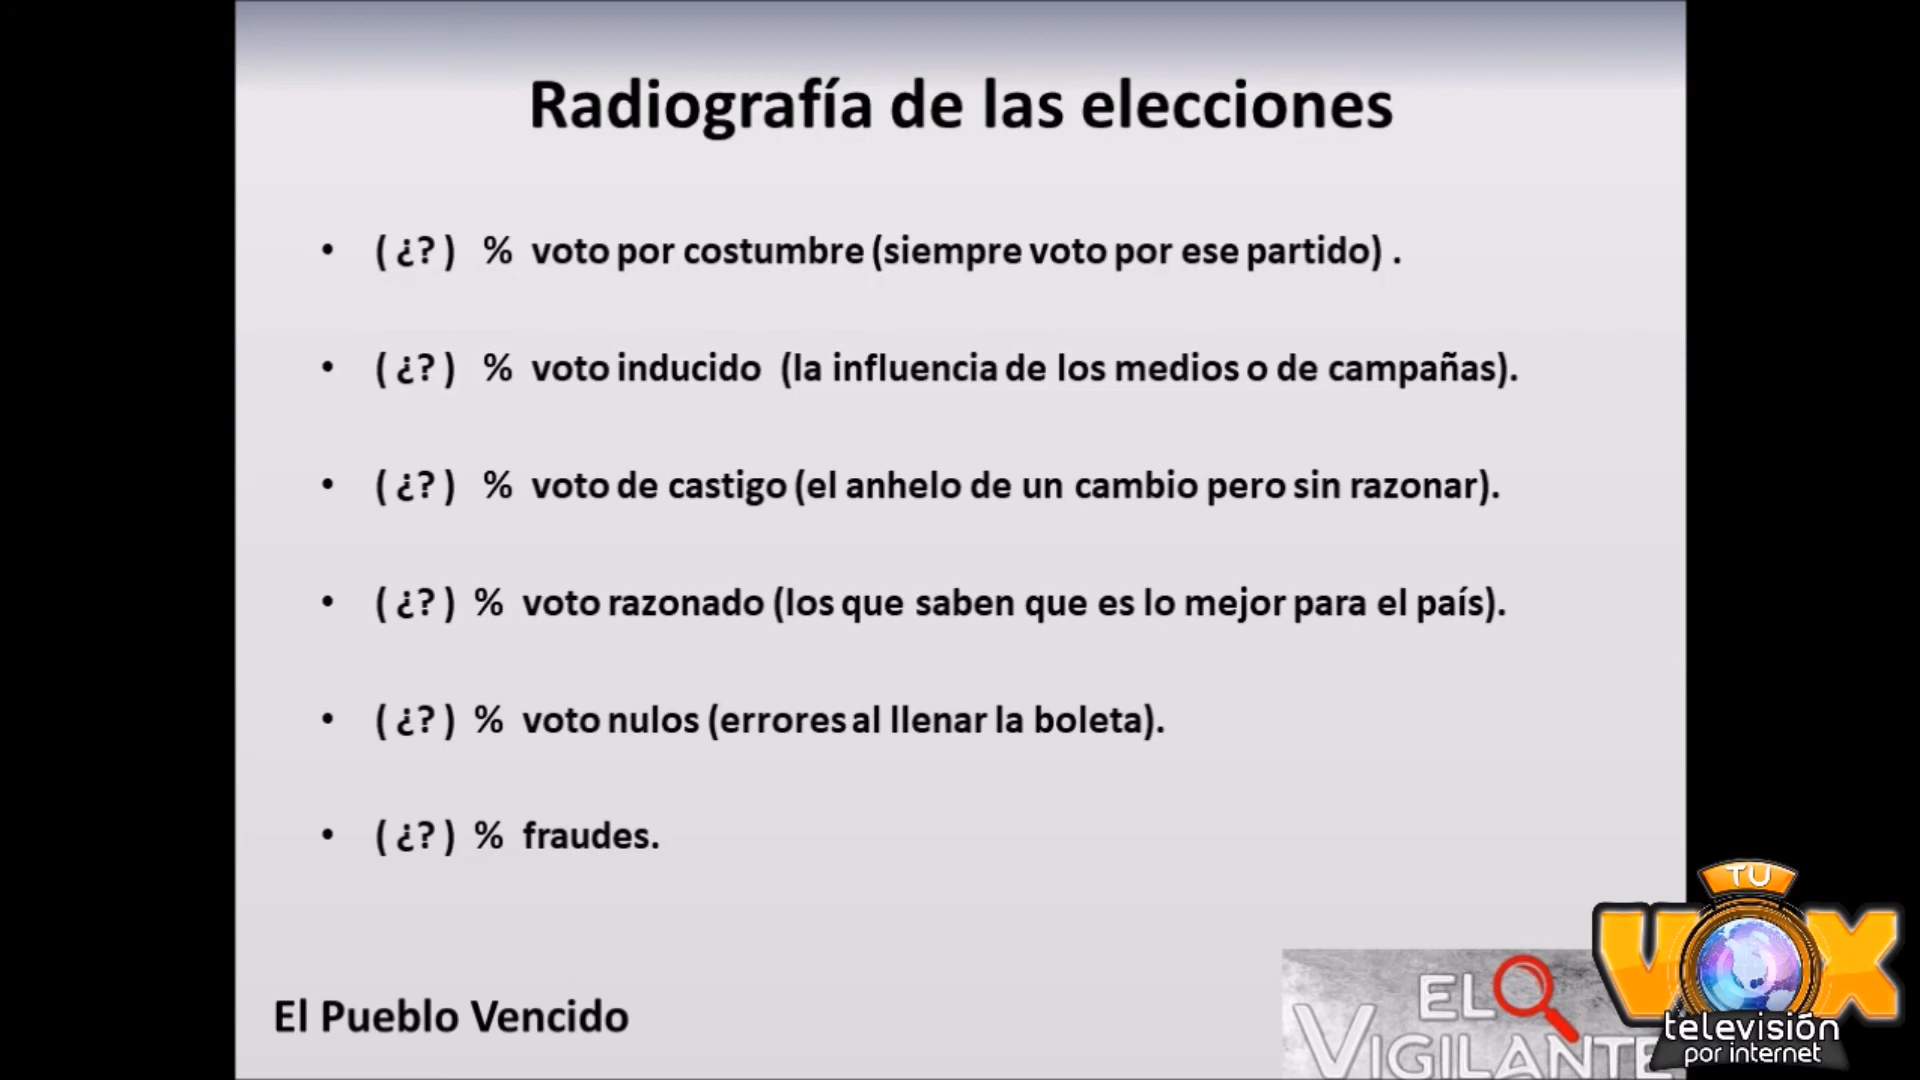 Radiografía de las elecciones
• ( ¿? ) % voto por costumbre (siempre voto por ese partido) .
• ( ¿? ) % voto inducido (la influencia de los medios o de campañas).
• ( ¿? ) % voto de castigo (el anhelo de un cambio pero sin razonar).
• ( ¿? ) % voto razonado (los que saben que es lo mejor para el país).
• ( ¿? ) % voto nulos (errores al llenar la boleta).
• ( ¿? ) % fraudes.
El Pueblo Vencido
EL
VIGILANTE
TU
VOX
televisión
por internet